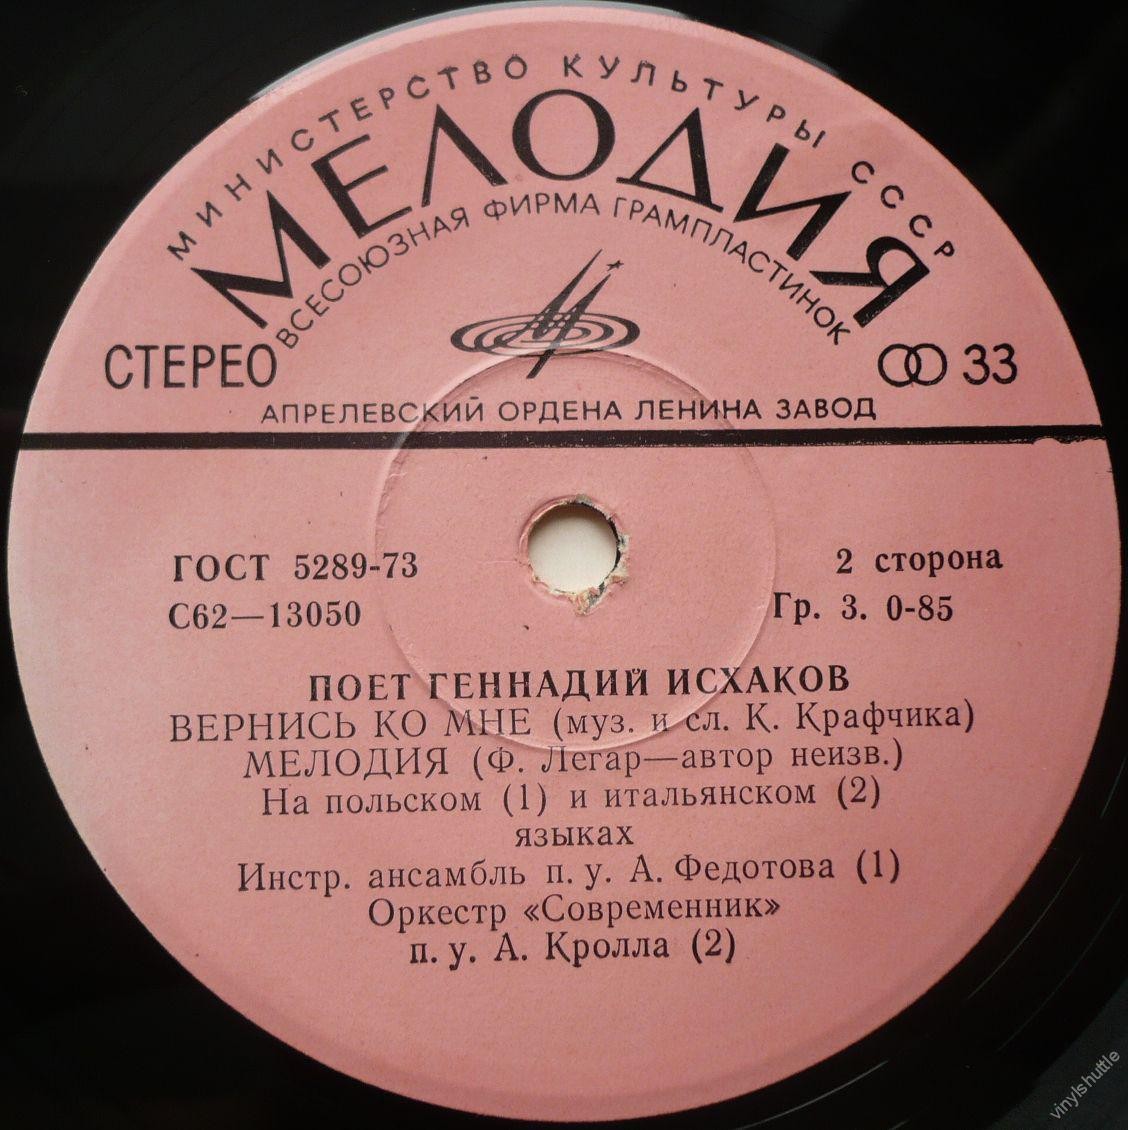 МИНИСТЕРСТВО КУЛЬТУРЫ СССР
МЕЛОДИЯ
ВСЕСОЮЗНАЯ ФИРМА ГРАМПЛАСТИНОК
СТЕРЕО
33
АПРЕЛЕВСКИЙ ОРДЕНА ЛЕНИНА ЗАВОД
ГОСТ 5289-73
2 сторона
С62—13050
Гр. 3. 0-85
ПОЕТ ГЕННАДИЙ ИСХАКОВ
ВЕРНИСЬ КО МНЕ (муз. и сл. К. Крафчика)
МЕЛОДИЯ (Ф. Легар—автор неизв.)
На польском (1) и итальянском (2)
языках
Инстр. ансамбль п. у. А. Федотова (1)
Оркестр «Современник»
п. у. А. Кролла (2)
vinylshuttle